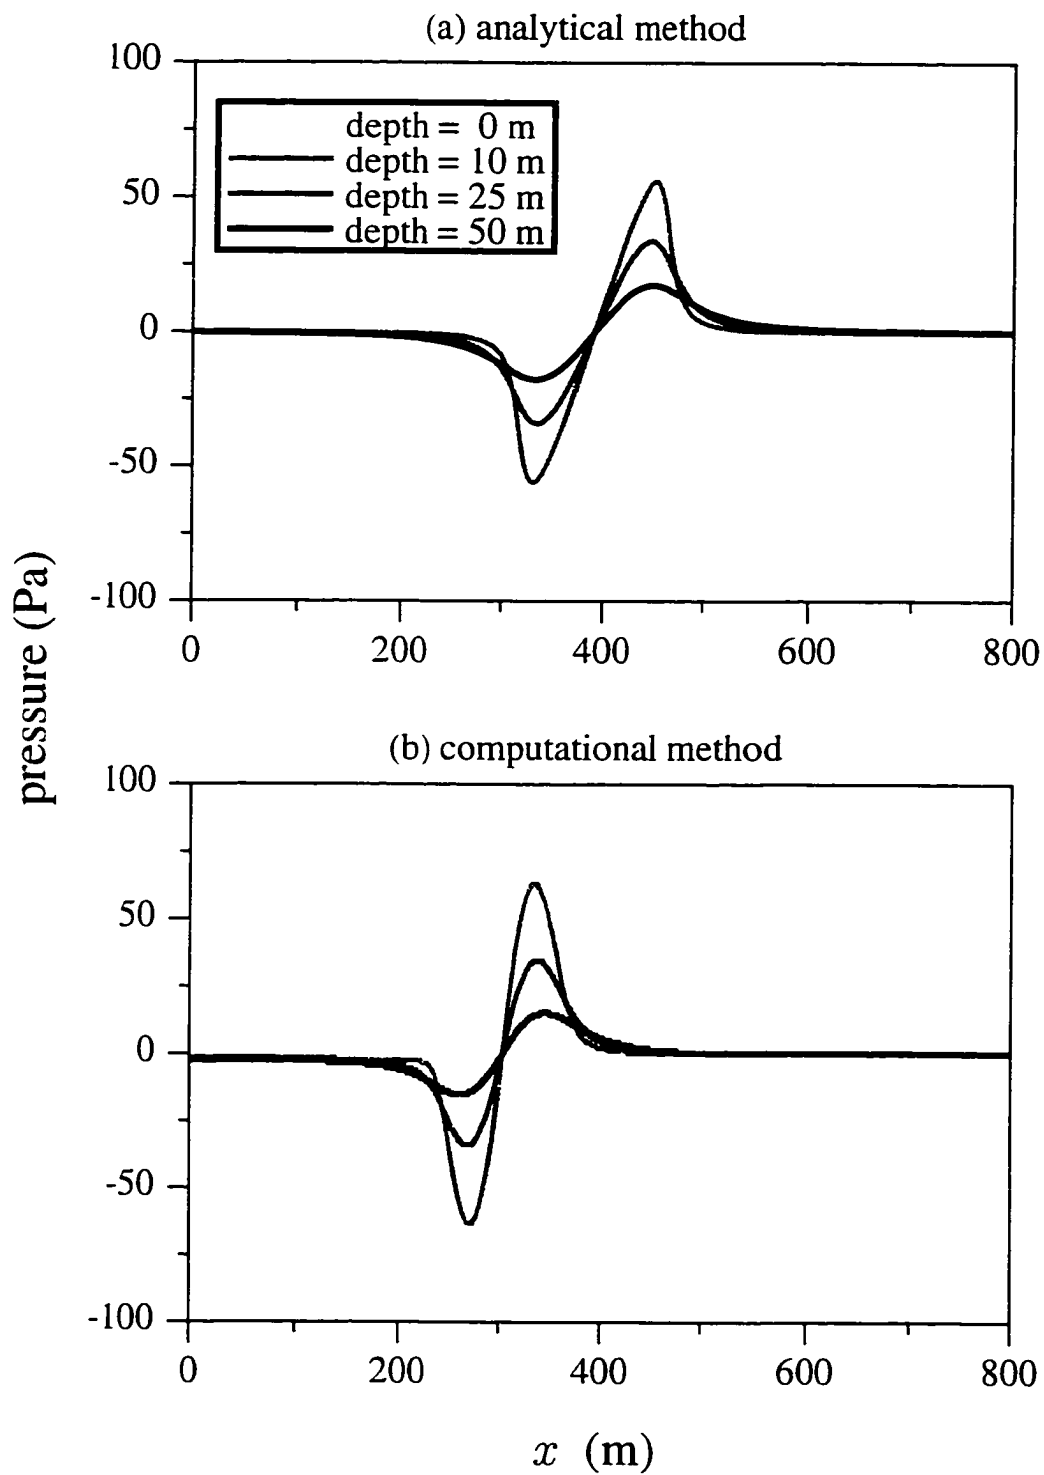 (a) analytical method
100
50
0
-50
-100
depth = 0 m
depth = 10 m
depth = 25 m
depth = 50 m
0 200 400 600 800
pressure (Pa)
(b) computational method
100
50
0
-50
-100
0 200 400 600 800
x (m)